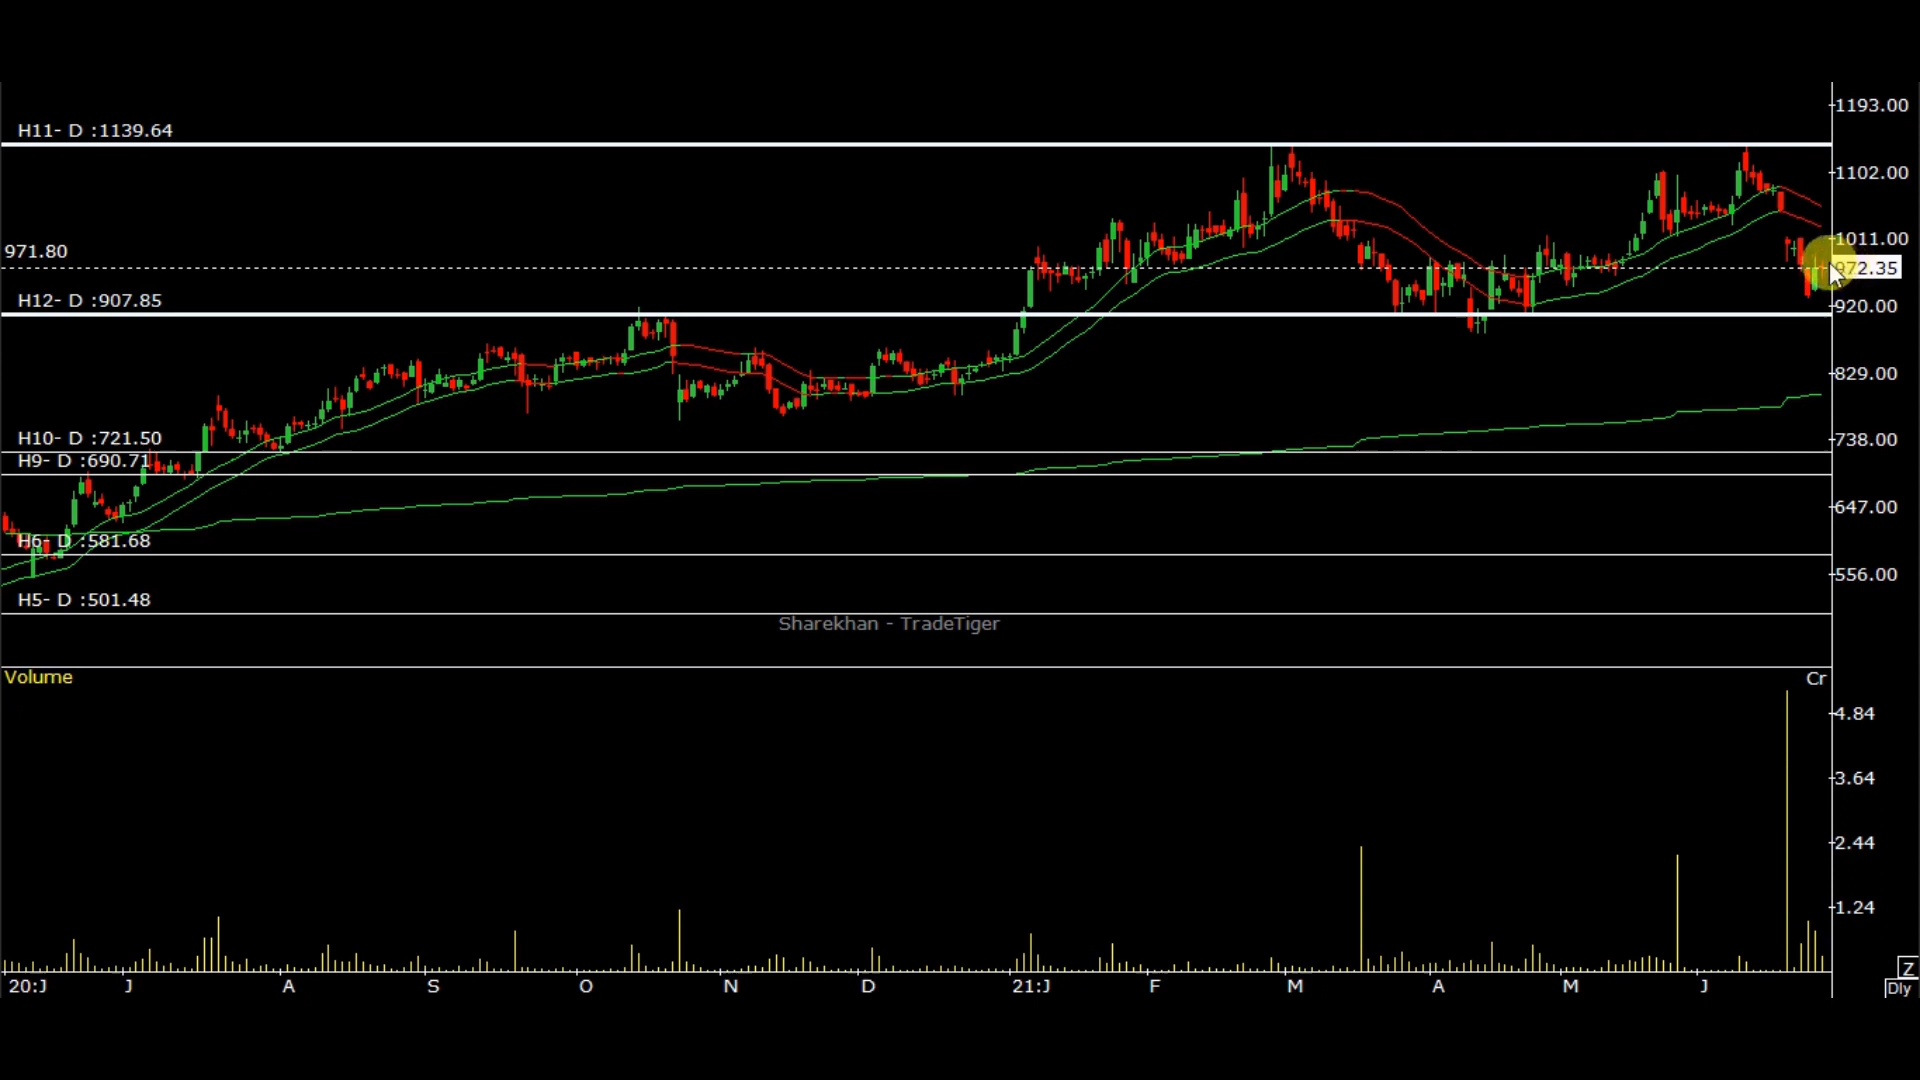 1193.00
H11- D :1139.64
1102.00
1011.00
971.80
972.35
H12- D :907.85
920.00
829.00
H10- D :721.50
738.00
H9- D :690.71
647.00
H6- D :581.68
556.00
H5- D :501.48
Sharekhan - TradeTiger
Volume
Cr
4.84
3.64
2.44
1.24
Z
20:J J A S O N D 21:J F M A M J
Dly